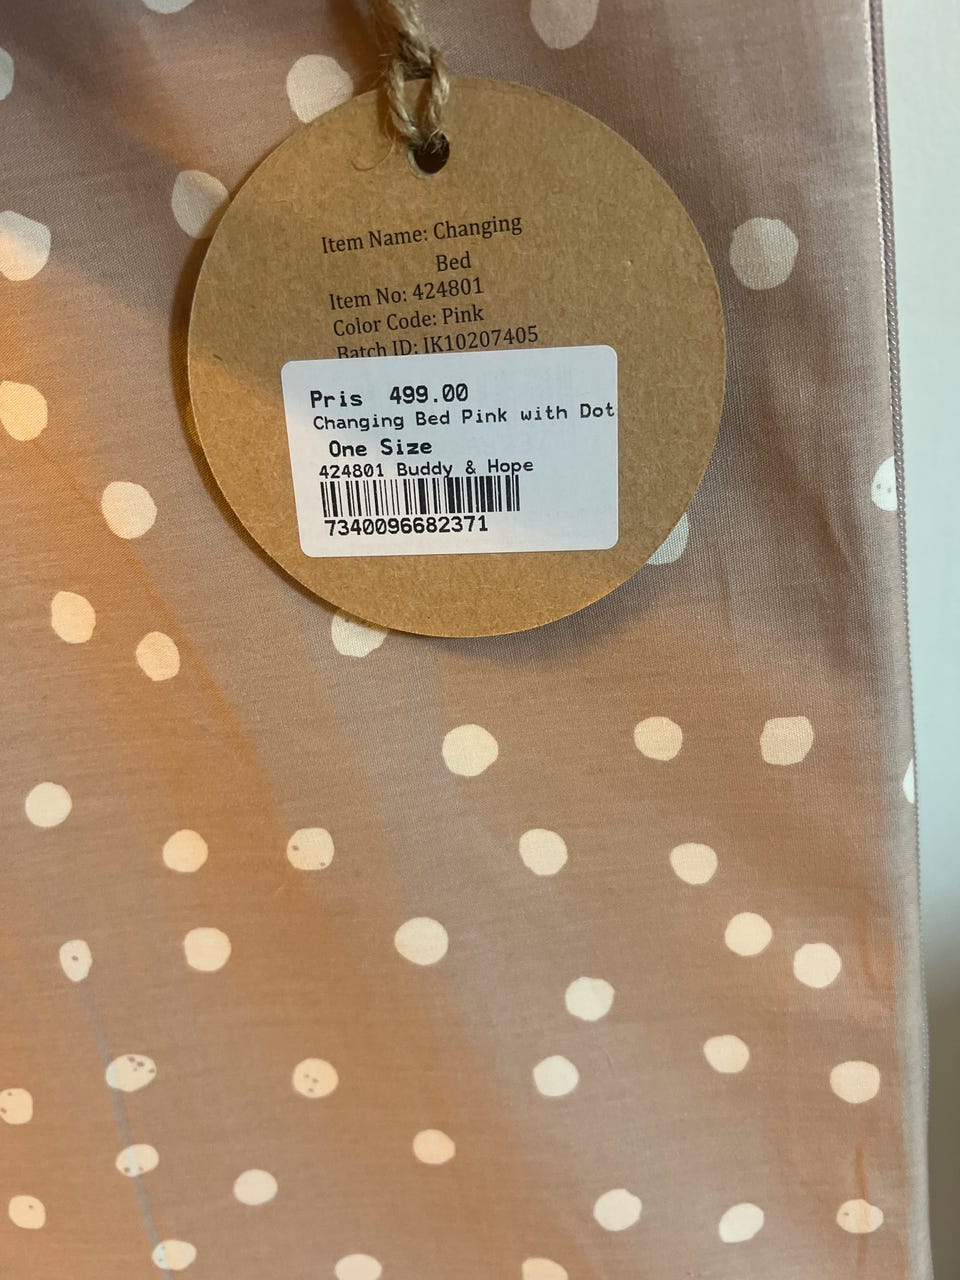 Item Name: Changing
Bed
Item No: 424801
Color Code: Pink
Batch ID: IK10207405
Pris 499.00
Changing Bed Pink with Dot
One Size
424801 Buddy & Hope
7340096682371